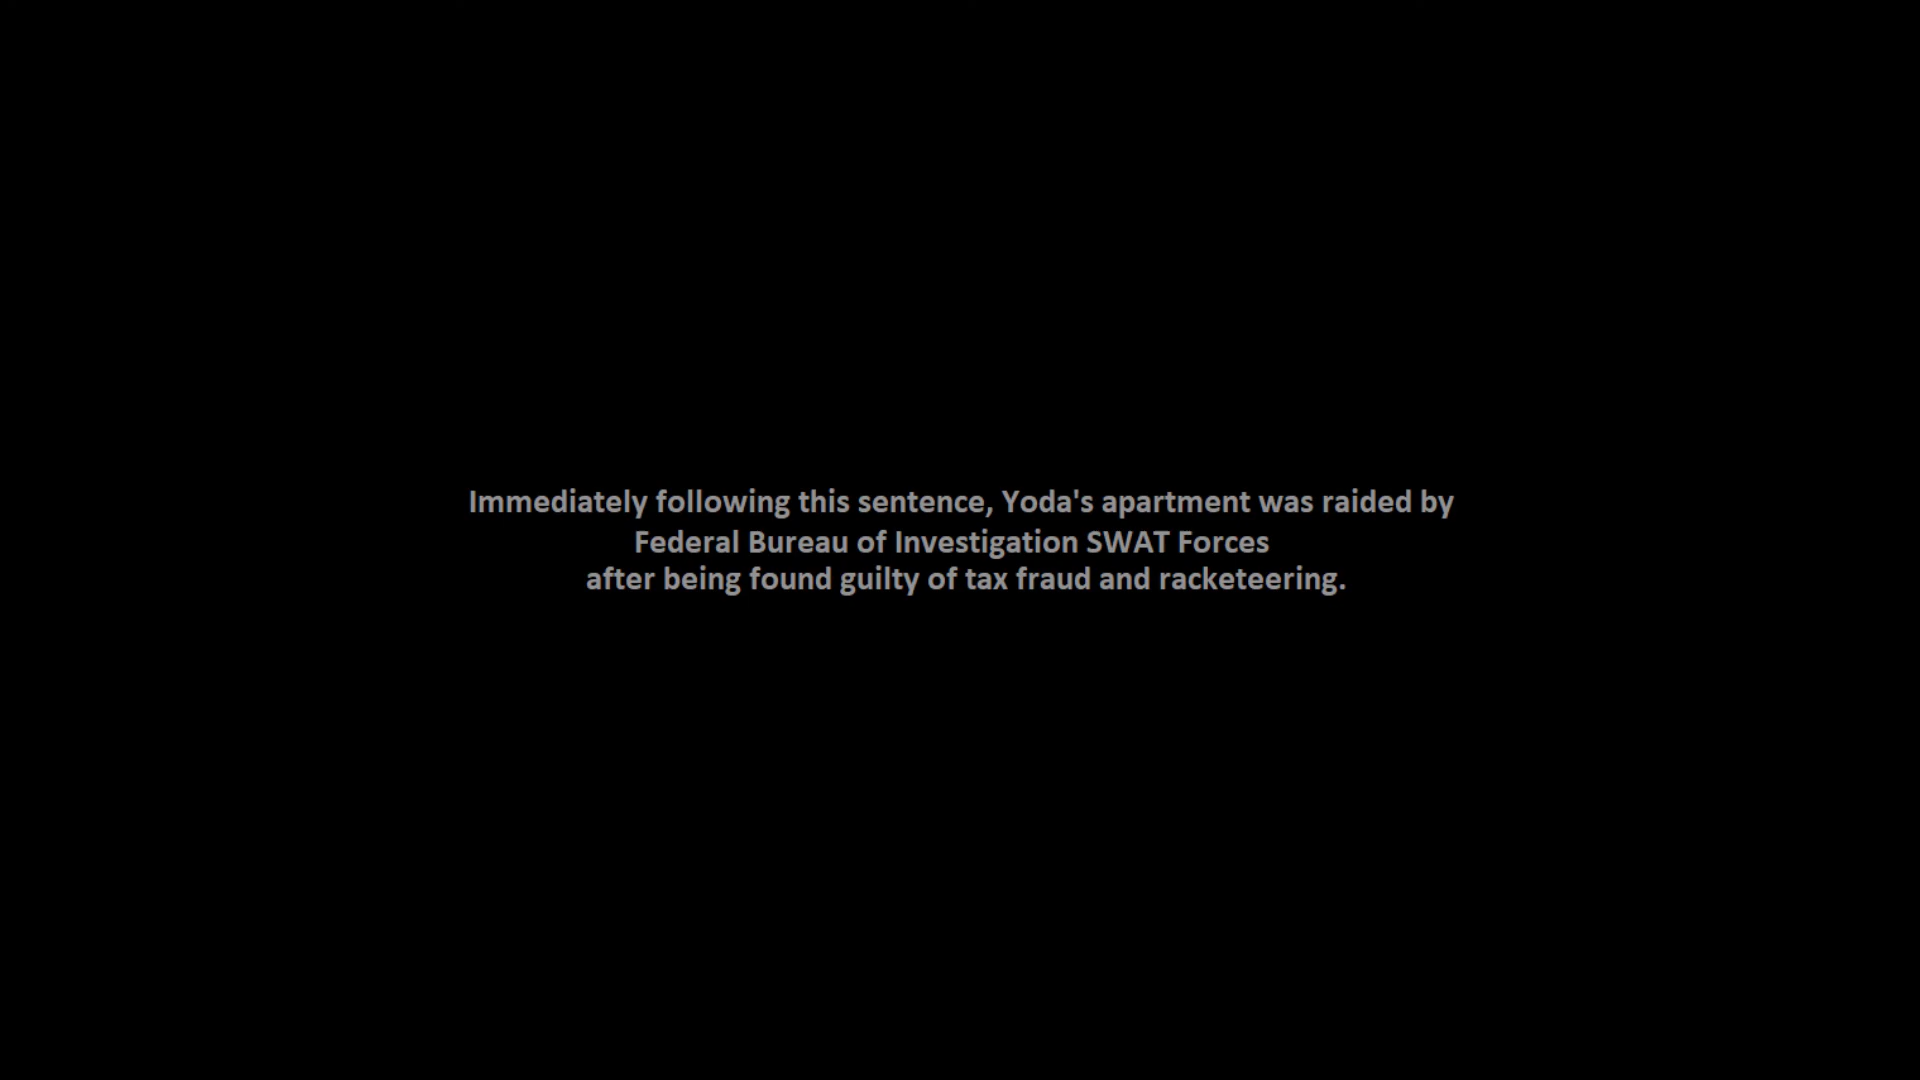 Immediately following this sentence, Yoda's apartment was raided by
Federal Bureau of Investigation SWAT Forces
after being found guilty of tax fraud and racketeering.